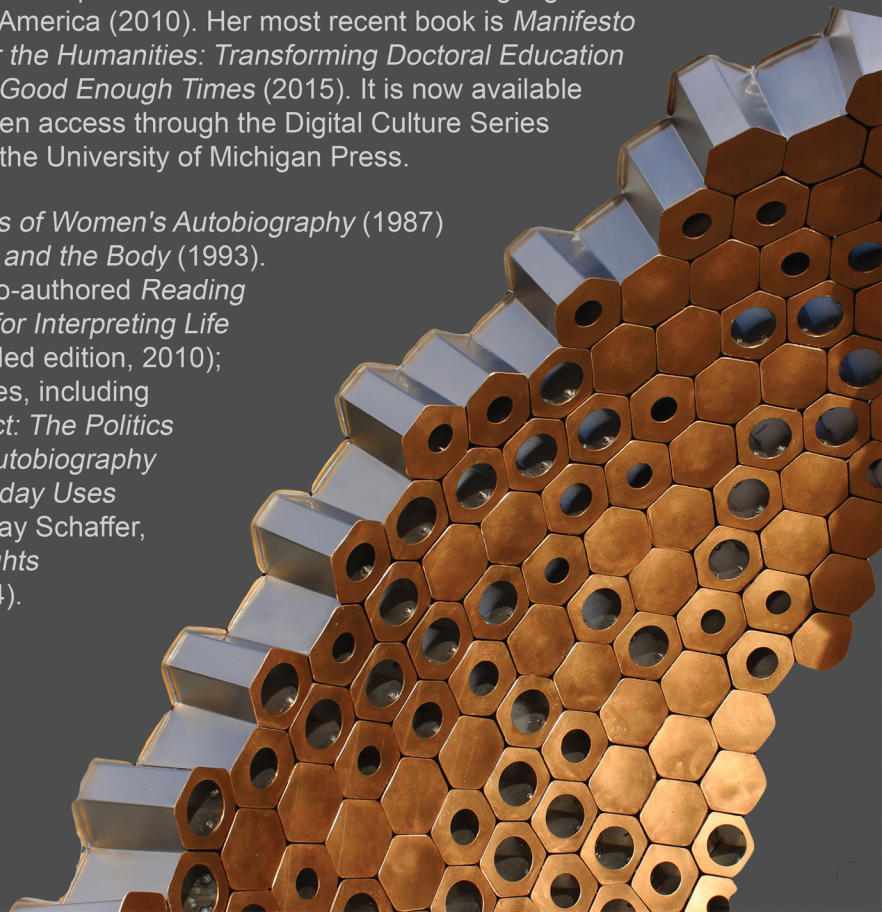 America (2010). Her most recent book is Manifesto
r the Humanities: Transforming Doctoral Education
Good Enough Times (2015). It is now available
en access through the Digital Culture Series
the University of Michigan Press.
s of Women's Autobiography (1987)
and the Body (1993).
o-authored Reading
for Interpreting Life
led edition, 2010);
es, including
ct: The Politics
utobiography
day Uses
ay Schaffer,
ghts
4).